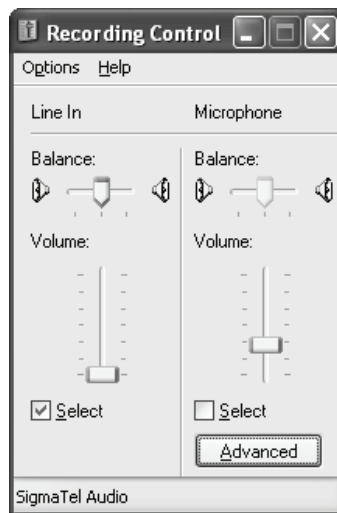 Recording Control
Options Help
Line In Microphone
Balance: Balance:
Volume: Volume:
Select Select
Advanced
SigmaTel Audio